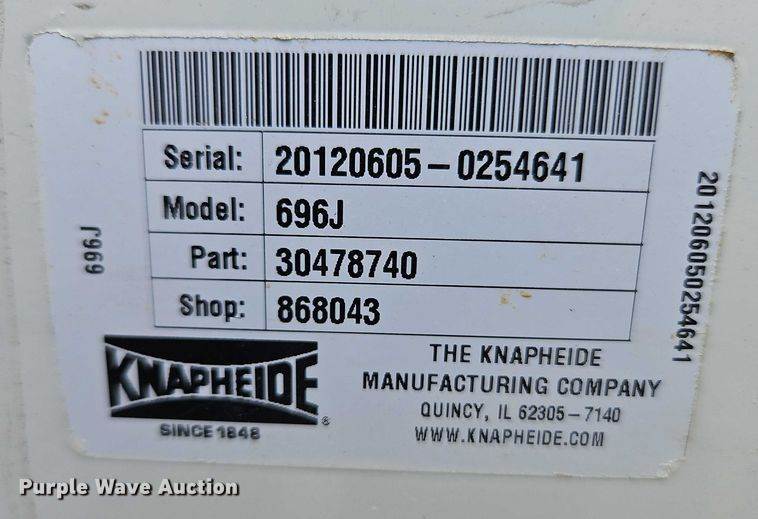 Serial: 20120605-0254641
Model: 696J
Part: 30478740
Shop: 868043
696J
201206050254641
KNAPHEIDE®
SINCE 1848
THE KNAPHEIDE
MANUFACTURING COMPANY
QUINCY, IL 62305-7140
WWW.KNAPHEIDE.COM
Purple Wave Auction